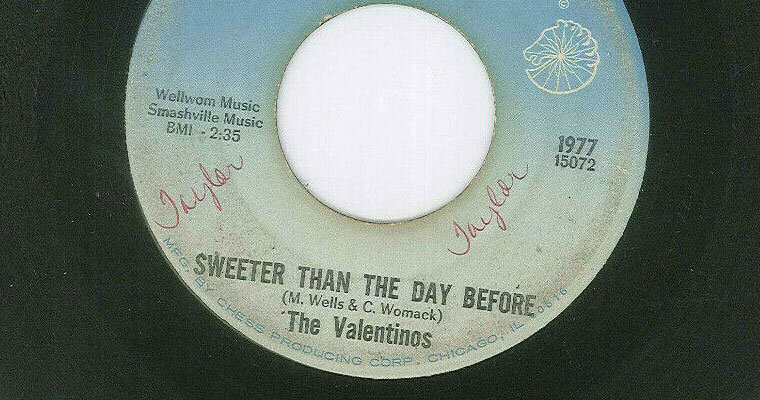 ©
Wellwom Music
Smashville Music
BMI - 2:35
1977
15072
Taylor
Taylor
SWEETER THAN THE DAY BEFORE
(M. Wells & C. Womack)
The Valentinos
MFG. BY CHESS PRODUCING CORP. CHICAGO, IL 60616